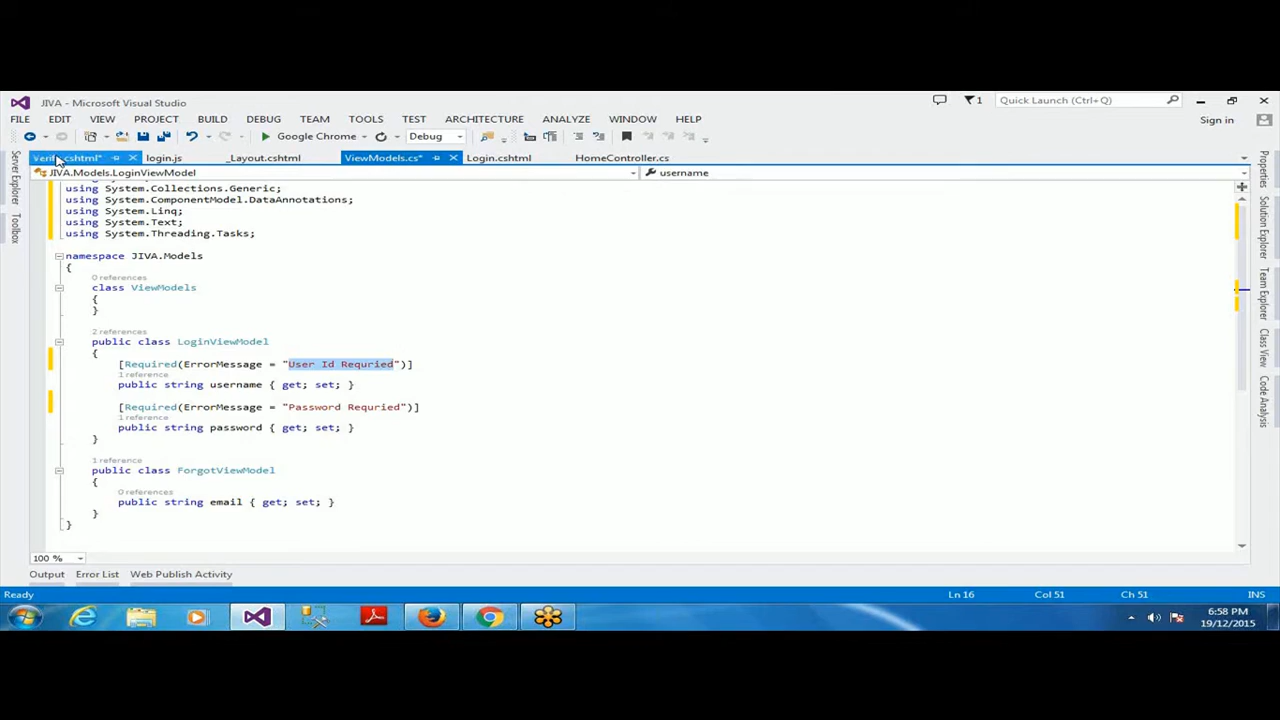 JIVA - Microsoft Visual Studio
1
Quick Launch (Ctrl+Q)
FILE EDIT VIEW PROJECT BUILD DEBUG TEAM TOOLS TEST ARCHITECTURE ANALYZE WINDOW HELP
Sign in
Google Chrome Debug
login.js _Layout.cshtml ViewModels.cs* Login.cshtml HomeController.cs
JIVA.Models.LoginViewModel username
using System.Collections.Generic;
using System.ComponentModel.DataAnnotations;
using System.Linq;
using System.Text;
using System.Threading.Tasks;
namespace JIVA.Models
{
0 references
class ViewModels
{
}
2 references
public class LoginViewModel
{
[Required(ErrorMessage = "User Id Requried")]
1 reference
public string username { get; set; }
[Required(ErrorMessage = "Password Requried")]
1 reference
public string password { get; set; }
}
1 reference
public class ForgotViewModel
{
0 references
public string email { get; set; }
}
}
Server Explorer
Toolbox
Properties
Solution Explorer
Team Explorer
Class View
Code Analysis
100 %
Output Error List Web Publish Activity
Ready Ln 16 Col 51 Ch 51 INS
6:58 PM
19/12/2015